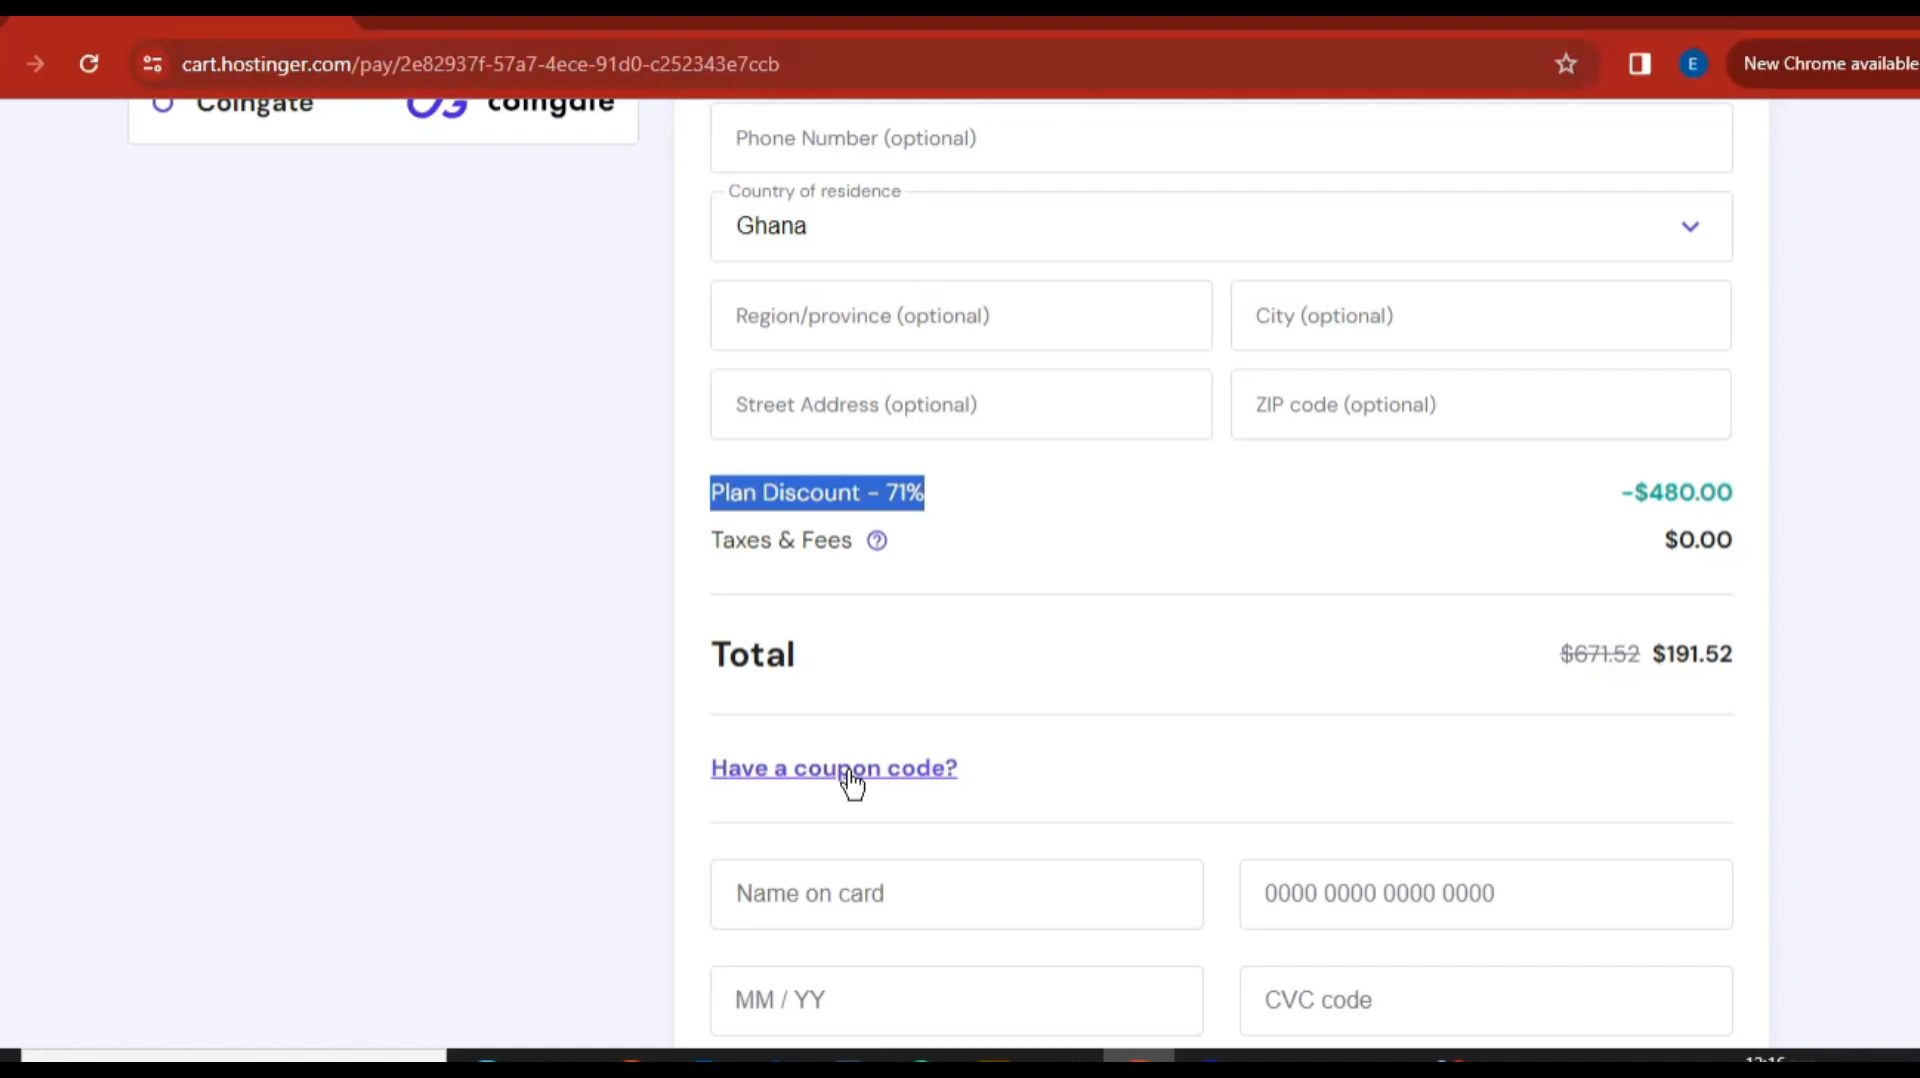 cart.hostinger.com/pay/2e82937f-57a7-4ece-91d0-c252343e7ccb
E
New Chrome available
Coingate coingate
Phone Number (optional)
Country of residence
Ghana
Region/province (optional)
City (optional)
Street Address (optional)
ZIP code (optional)
Plan Discount - 71%
-$480.00
Taxes & Fees
$0.00
Total
$671.52 $191.52
Have a coupon code?
Name on card
0000 0000 0000 0000
MM / YY
CVC code